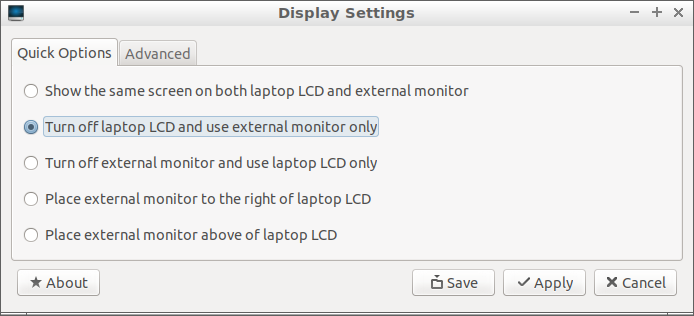 Display Settings
Quick Options
Advanced
Show the same screen on both laptop LCD and external monitor
Turn off laptop LCD and use external monitor only
Turn off external monitor and use laptop LCD only
Place external monitor to the right of laptop LCD
Place external monitor above of laptop LCD
About
Save
Apply
Cancel